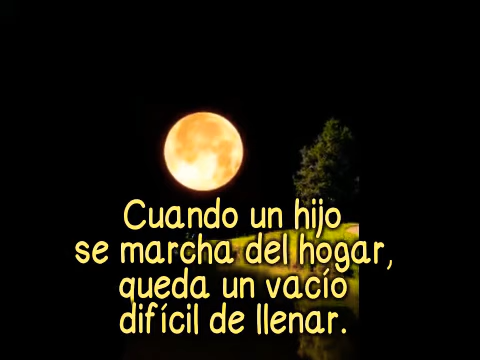 Cuando un hijo
se marcha del hogar,
queda un vacío
difícil de llenar.